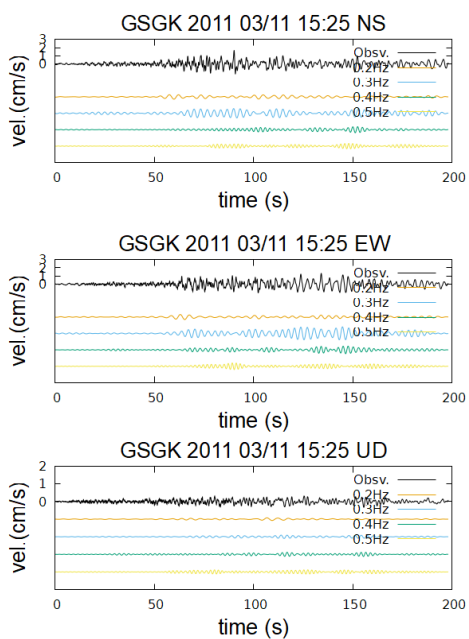 GSGK 2011 03/11 15:25 NS
3
2
1
0
vel.(cm/s)
Obsv.
0.2Hz
0.3Hz
0.4Hz
0.5Hz
0 50 100 150 200
time (s)
GSGK 2011 03/11 15:25 EW
3
2
1
0
vel.(cm/s)
Obsv.
0.2Hz
0.3Hz
0.4Hz
0.5Hz
0 50 100 150 200
time (s)
GSGK 2011 03/11 15:25 UD
2
1
0
vel.(cm/s)
Obsv.
0.2Hz
0.3Hz
0.4Hz
0.5Hz
0 50 100 150 200
time (s)